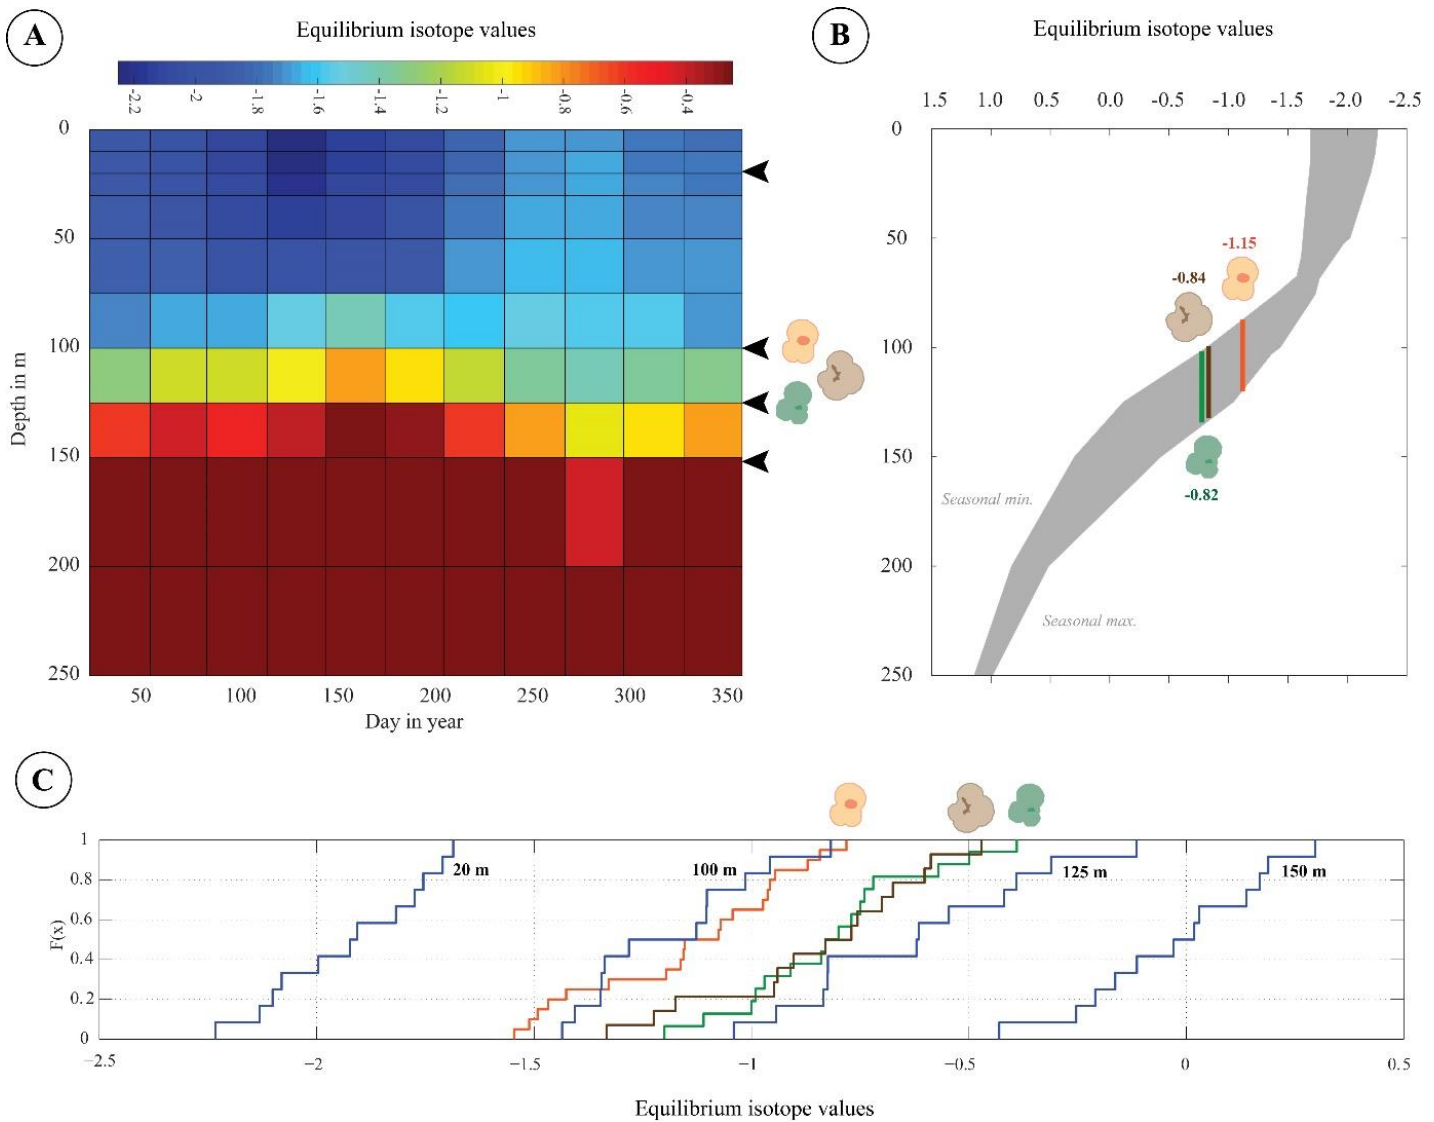 A
Equilibrium isotope values
-2.2 -2 -1.8 -1.6 -1.4 -1.2 -1 -0.8 -0.6 -0.4
0
50
100
150
200
250
Depth in m
50 100 150 200 250 300 350
Day in year
B
Equilibrium isotope values
1.5 1.0 0.5 0.0 -0.5 -1.0 -1.5 -2.0 -2.5
0
50
100
150
200
250
-1.15
-0.84
-0.82
Seasonal min.
Seasonal max.
C
1
0.8
0.6
0.4
0.2
0
F(x)
20 m 100 m 125 m 150 m
−2.5 −2 −1.5 −1 −0.5 0 0.5
Equilibrium isotope values